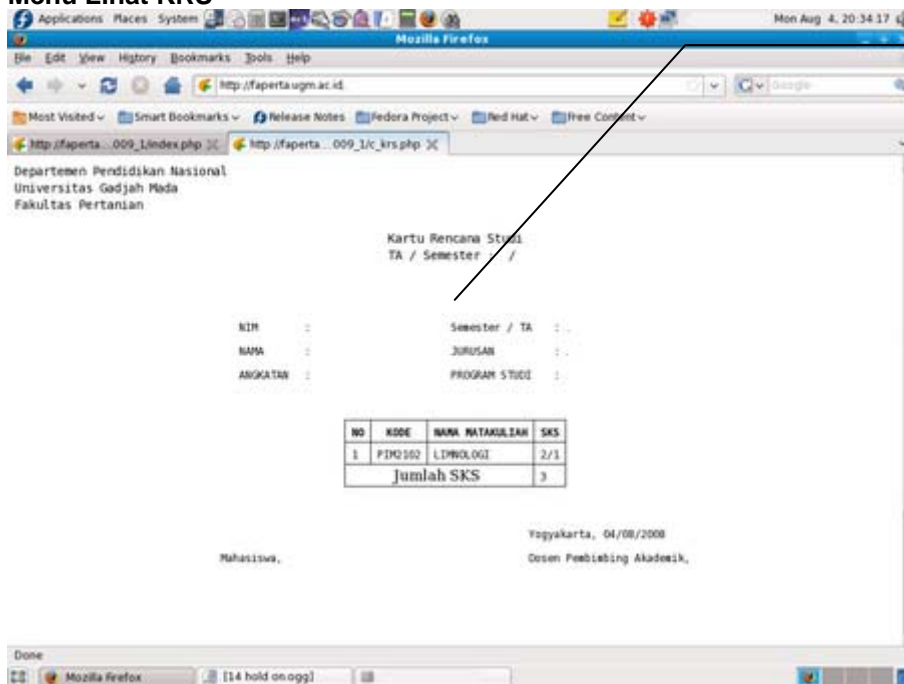 Menu Lihat KRS
Applications Places System
Mon Aug 4, 20:34:17
Mozilla Firefox
File Edit View History Bookmarks Tools Help
http://faperta.ugm.ac.id.
Google
Most Visited Smart Bookmarks Release Notes Fedora Project Red Hat Free Content
http://faperta...009_1/index.php http://faperta...009_1/c_krs.php
Departemen Pendidikan Nasional
Universitas Gadjah Mada
Fakultas Pertanian
Kartu Rencana Studi
TA / Semester : /
NIM : Semester / TA : .
NAMA : JURUSAN : .
ANGKATAN : PROGRAM STUDI :
NO KODE NAMA MATAKULIAH SKS
1 PIM2102 LIMNOLOGI 2/1
Jumlah SKS 3
Yogyakarta, 04/08/2008
Mahasiswa, Dosen Pembimbing Akademik,
Done
Mozilla Firefox [14 hold on.ogg]